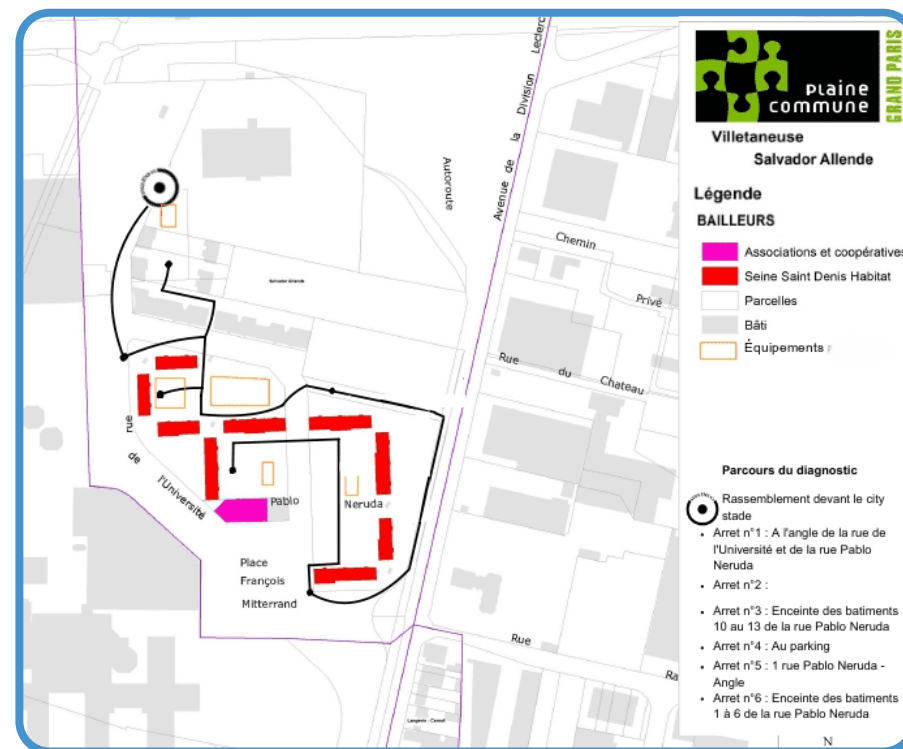 Leclerc
Avenue de la Division
Autoroute
Salvador Allende
Chemin
Privé
Rue du Chateau
rue
de
l'Université
Pablo
Neruda
Place
François
Mitterrand
Rue
Langevin - Connut
plaine
commune
GRAND PARIS
Villetaneuse
Salvador Allende
Légende
BAILLEURS
Associations et coopératives
Seine Saint Denis Habitat
Parcelles
Bâti
Équipements
Parcours du diagnostic
Rassemblement devant le city
stade
• Arret n°1 : A l'angle de la rue de
l'Université et de la rue Pablo
Neruda
• Arret n°2 :
• Arret n°3 : Enceinte des batiments
10 au 13 de la rue Pablo Neruda
• Arret n°4 : Au parking
• Arret n°5 : 1 rue Pablo Neruda -
Angle
• Arret n°6 : Enceinte des batiments
1 à 6 de la rue Pablo Neruda
N